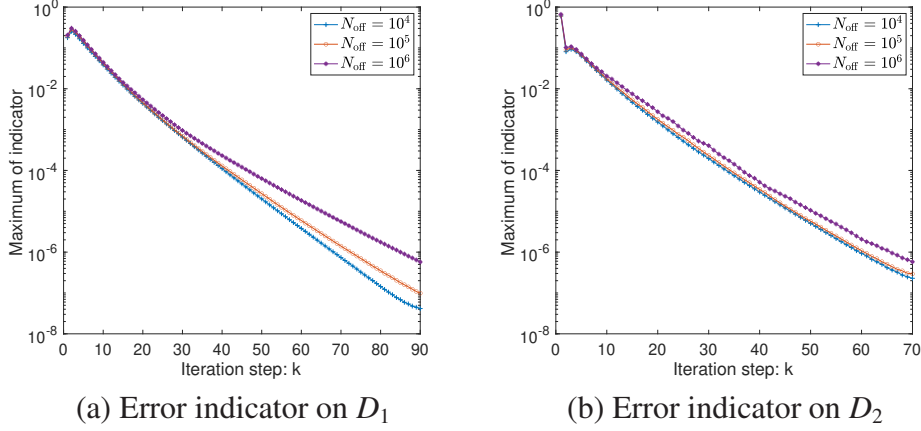 10^0
10^-2
10^-4
10^-6
10^-8
Maximum of indicator
0 10 20 30 40 50 60 70 80 90
Iteration step: k
N_off = 10^4
N_off = 10^5
N_off = 10^6
(a) Error indicator on D_1
10^0
10^-2
10^-4
10^-6
10^-8
Maximum of indicator
0 10 20 30 40 50 60 70
Iteration step: k
N_off = 10^4
N_off = 10^5
N_off = 10^6
(b) Error indicator on D_2